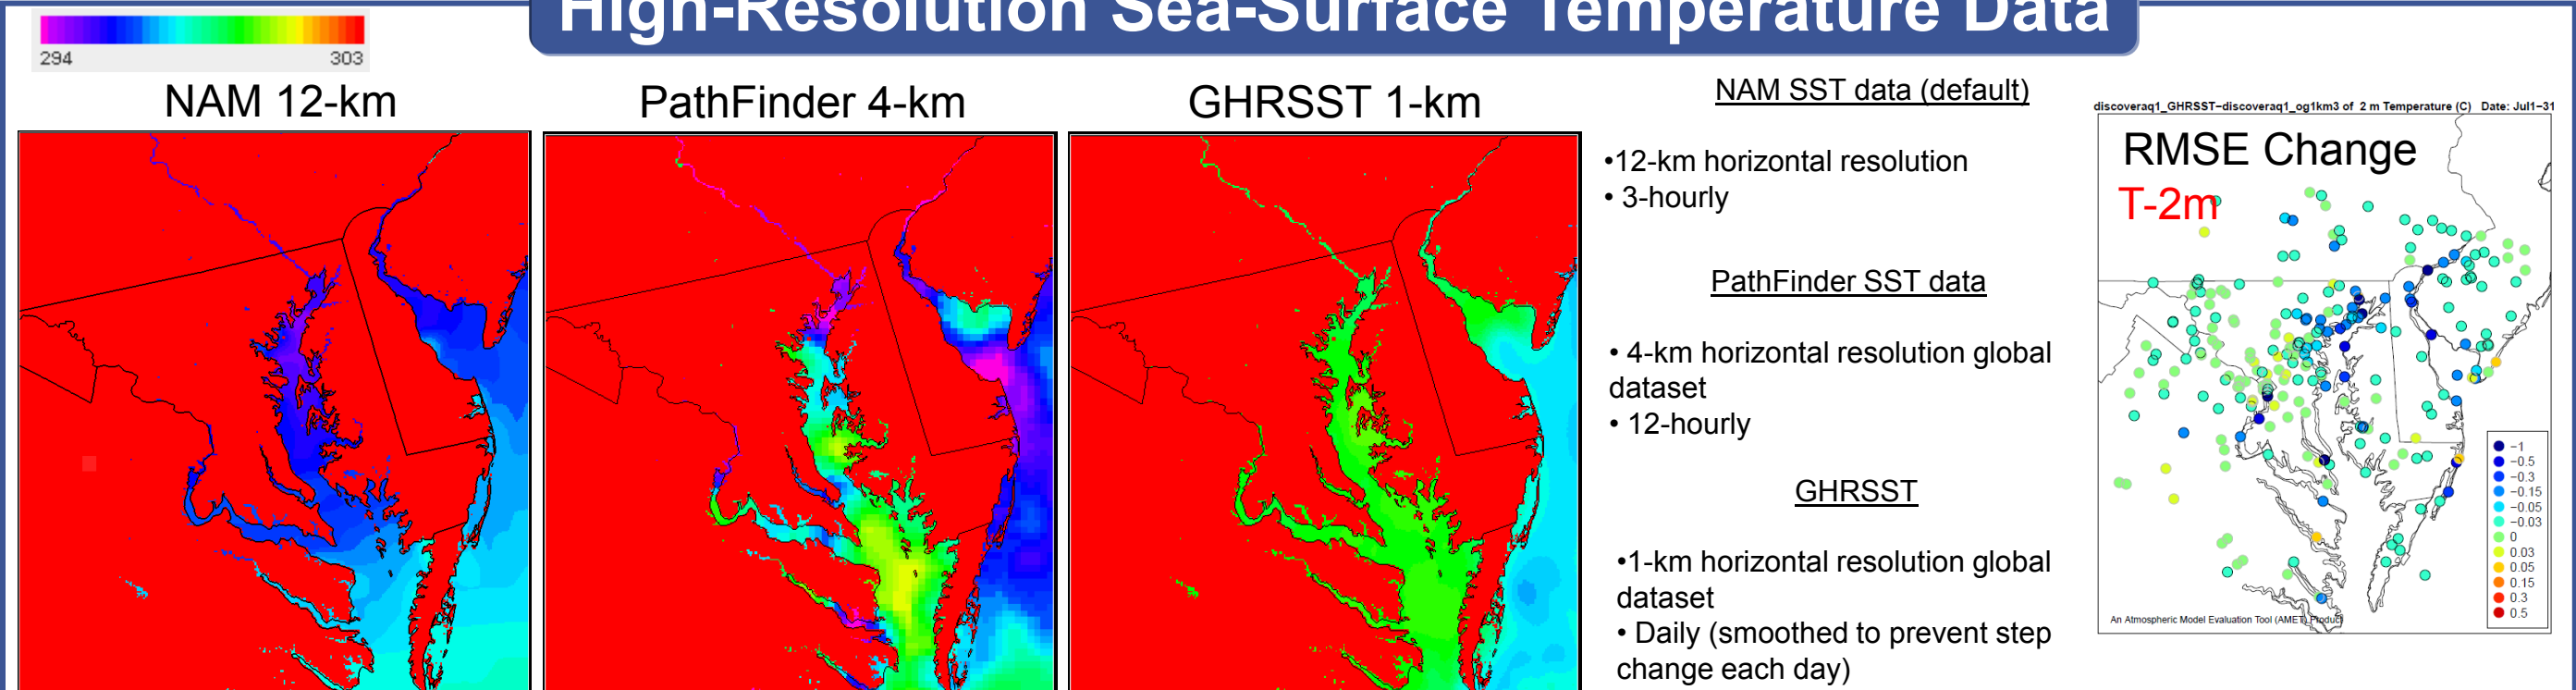 High-Resolution Sea-Surface Temperature Data
294 303
NAM 12-km
PathFinder 4-km
GHRSST 1-km
NAM SST data (default)
•12-km horizontal resolution
• 3-hourly
PathFinder SST data
• 4-km horizontal resolution global
dataset
• 12-hourly
GHRSST
•1-km horizontal resolution global
dataset
• Daily (smoothed to prevent step
change each day)
discoveraq1_GHRSST−discoveraq1_og1km3 of 2 m Temperature (C) Date: Jul1−31
RMSE Change
T-2m
−1
−0.5
−0.3
−0.15
−0.05
−0.03
0
0.03
0.05
0.15
0.3
0.5
An Atmospheric Model Evaluation Tool (AMET) Product